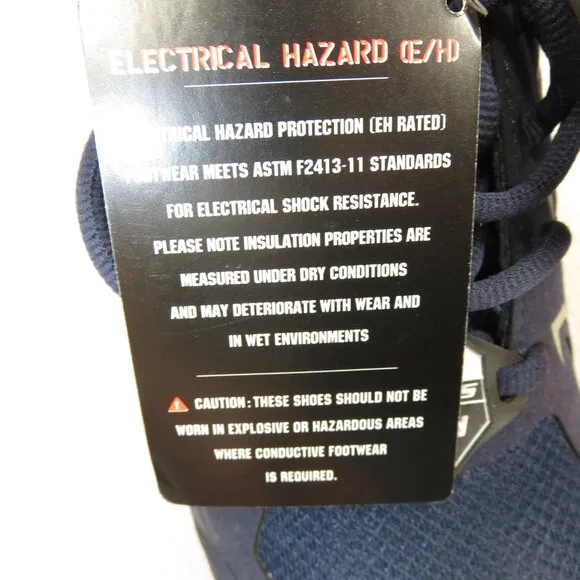 ELECTRICAL HAZARD (E/H)
HAZARD PROTECTION (EH RATED)
MEETS ASTM F2413-11 STANDARDS
FOR ELECTRICAL SHOCK RESISTANCE.
PLEASE NOTE INSULATION PROPERTIES ARE
MEASURED UNDER DRY CONDITIONS
AND MAY DETERIORATE WITH WEAR AND
IN WET ENVIRONMENTS
CAUTION: THESE SHOES SHOULD NOT BE
WORN IN EXPLOSIVE OR HAZARDOUS AREAS
WHERE CONDUCTIVE FOOTWEAR
IS REQUIRED.